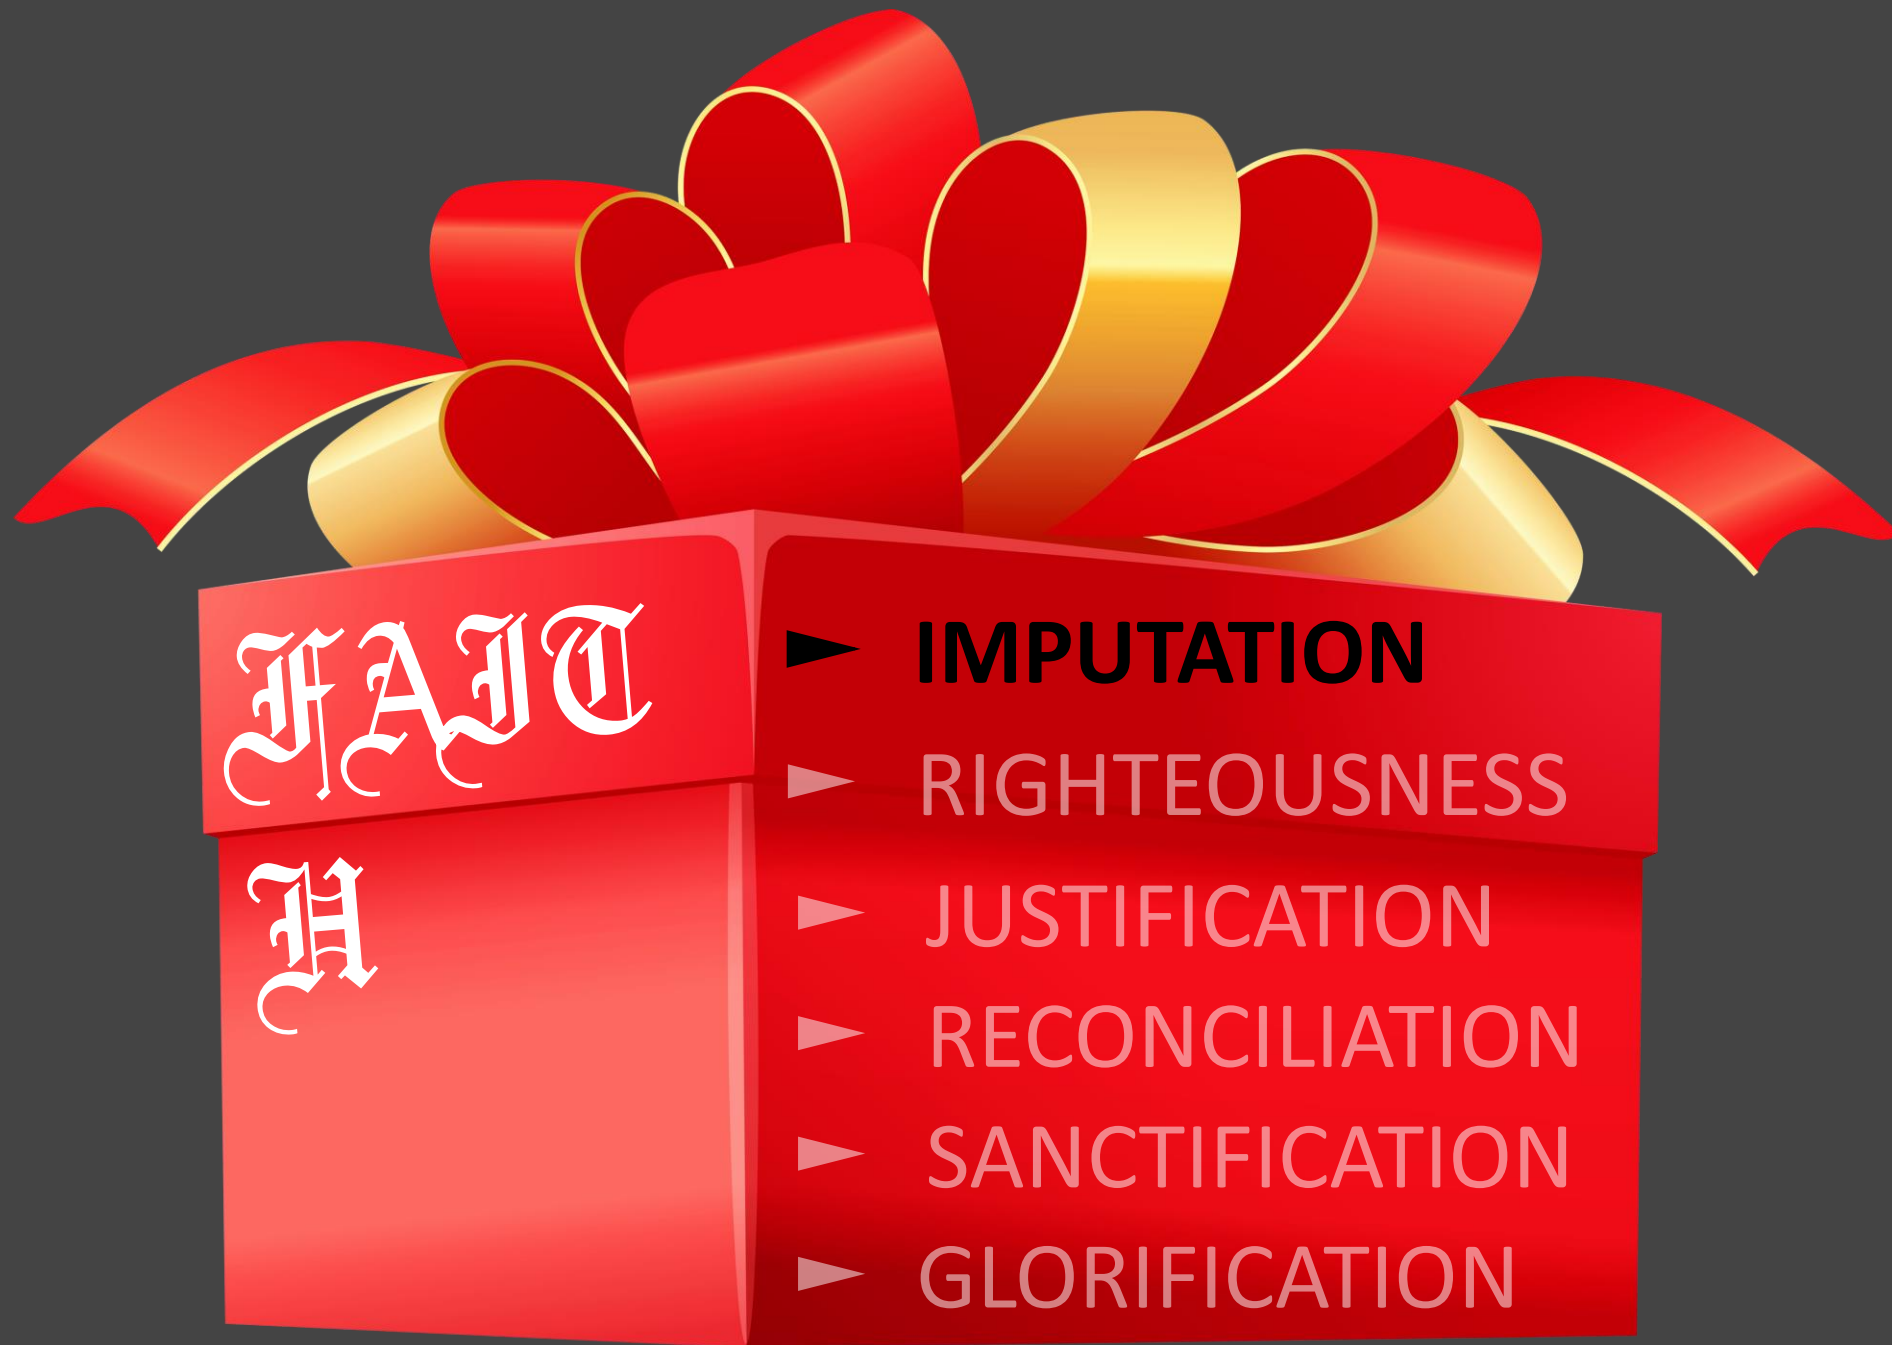 FAIT
H
► IMPUTATION
► RIGHTEOUSNESS
► JUSTIFICATION
► RECONCILIATION
► SANCTIFICATION
► GLORIFICATION